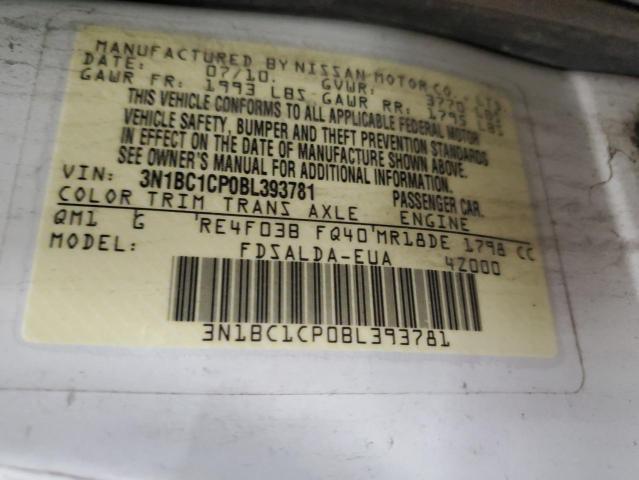 MANUFACTURED BY NISSAN MOTOR CO., LTD.
DATE: 07/10. GVWR: 3770 LBS
GAWR FR: 1993 LBS GAWR RR: 1795 LBS
THIS VEHICLE CONFORMS TO ALL APPLICABLE FEDERAL MOTOR
VEHICLE SAFETY, BUMPER AND THEFT PREVENTION STANDARDS
IN EFFECT ON THE DATE OF MANUFACTURE SHOWN ABOVE.
SEE OWNER'S MANUAL FOR ADDITIONAL INFORMATION.
VIN: 3N1BC1CP0BL393781 PASSENGER CAR.
COLOR TRIM TRANS AXLE ENGINE
QM1 G RE4F03B FQ40 MR18DE 1798 CC
MODEL: FDSALDA-EUA 4Z000
3N1BC1CP0BL393781